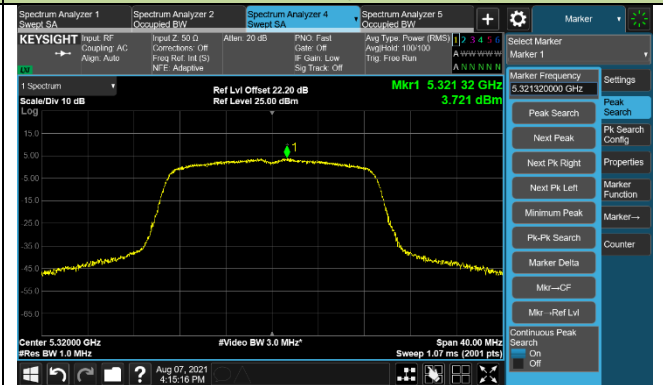 Spectrum Analyzer 1
Swept SA
Spectrum Analyzer 2
Occupied BW
Spectrum Analyzer 4
Swept SA
Spectrum Analyzer 5
Occupied BW
Marker
KEYSIGHT
LV
Input: RF
Coupling: AC
Align: Auto
Input Z: 50 Ω
Corrections: Off
Freq Ref: Int (S)
NFE: Adaptive
Atten: 20 dB
PNO: Fast
Gate: Off
IF Gain: Low
Sig Track: Off
Avg Type: Power (RMS)
Avg|Hold: 100/100
Trig: Free Run
1 2 3 4 5 6
A W W W W W
A N N N N N
Select Marker
Marker 1
1 Spectrum
Scale/Div 10 dB
Log
Ref Lvl Offset 22.20 dB
Ref Level 25.00 dBm
Mkr1 5.321 32 GHz
3.721 dBm
1
15.0
5.00
-5.00
-15.0
-25.0
-35.0
-45.0
-55.0
-65.0
Center 5.32000 GHz
#Res BW 1.0 MHz
#Video BW 3.0 MHz*
Span 40.00 MHz
Sweep 1.07 ms (2001 pts)
Marker Frequency
5.321320000 GHz
Peak Search
Next Peak
Next Pk Right
Next Pk Left
Minimum Peak
Pk-Pk Search
Marker Delta
Mkr→CF
Mkr→Ref Lvl
Continuous Peak
Search
On
Off
Settings
Peak
Search
Pk Search
Config
Properties
Marker
Function
Marker→
Counter
?
Aug 07, 2021
4:15:16 PM